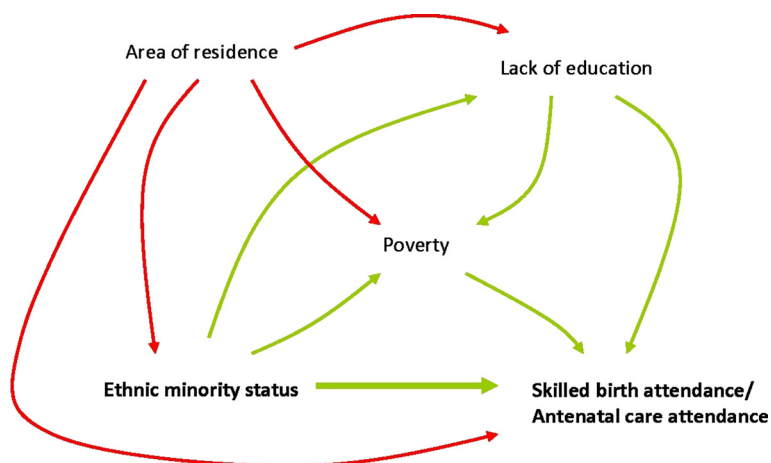 Area of residence
Lack of education
Poverty
Ethnic minority status
Skilled birth attendance/
Antenatal care attendance